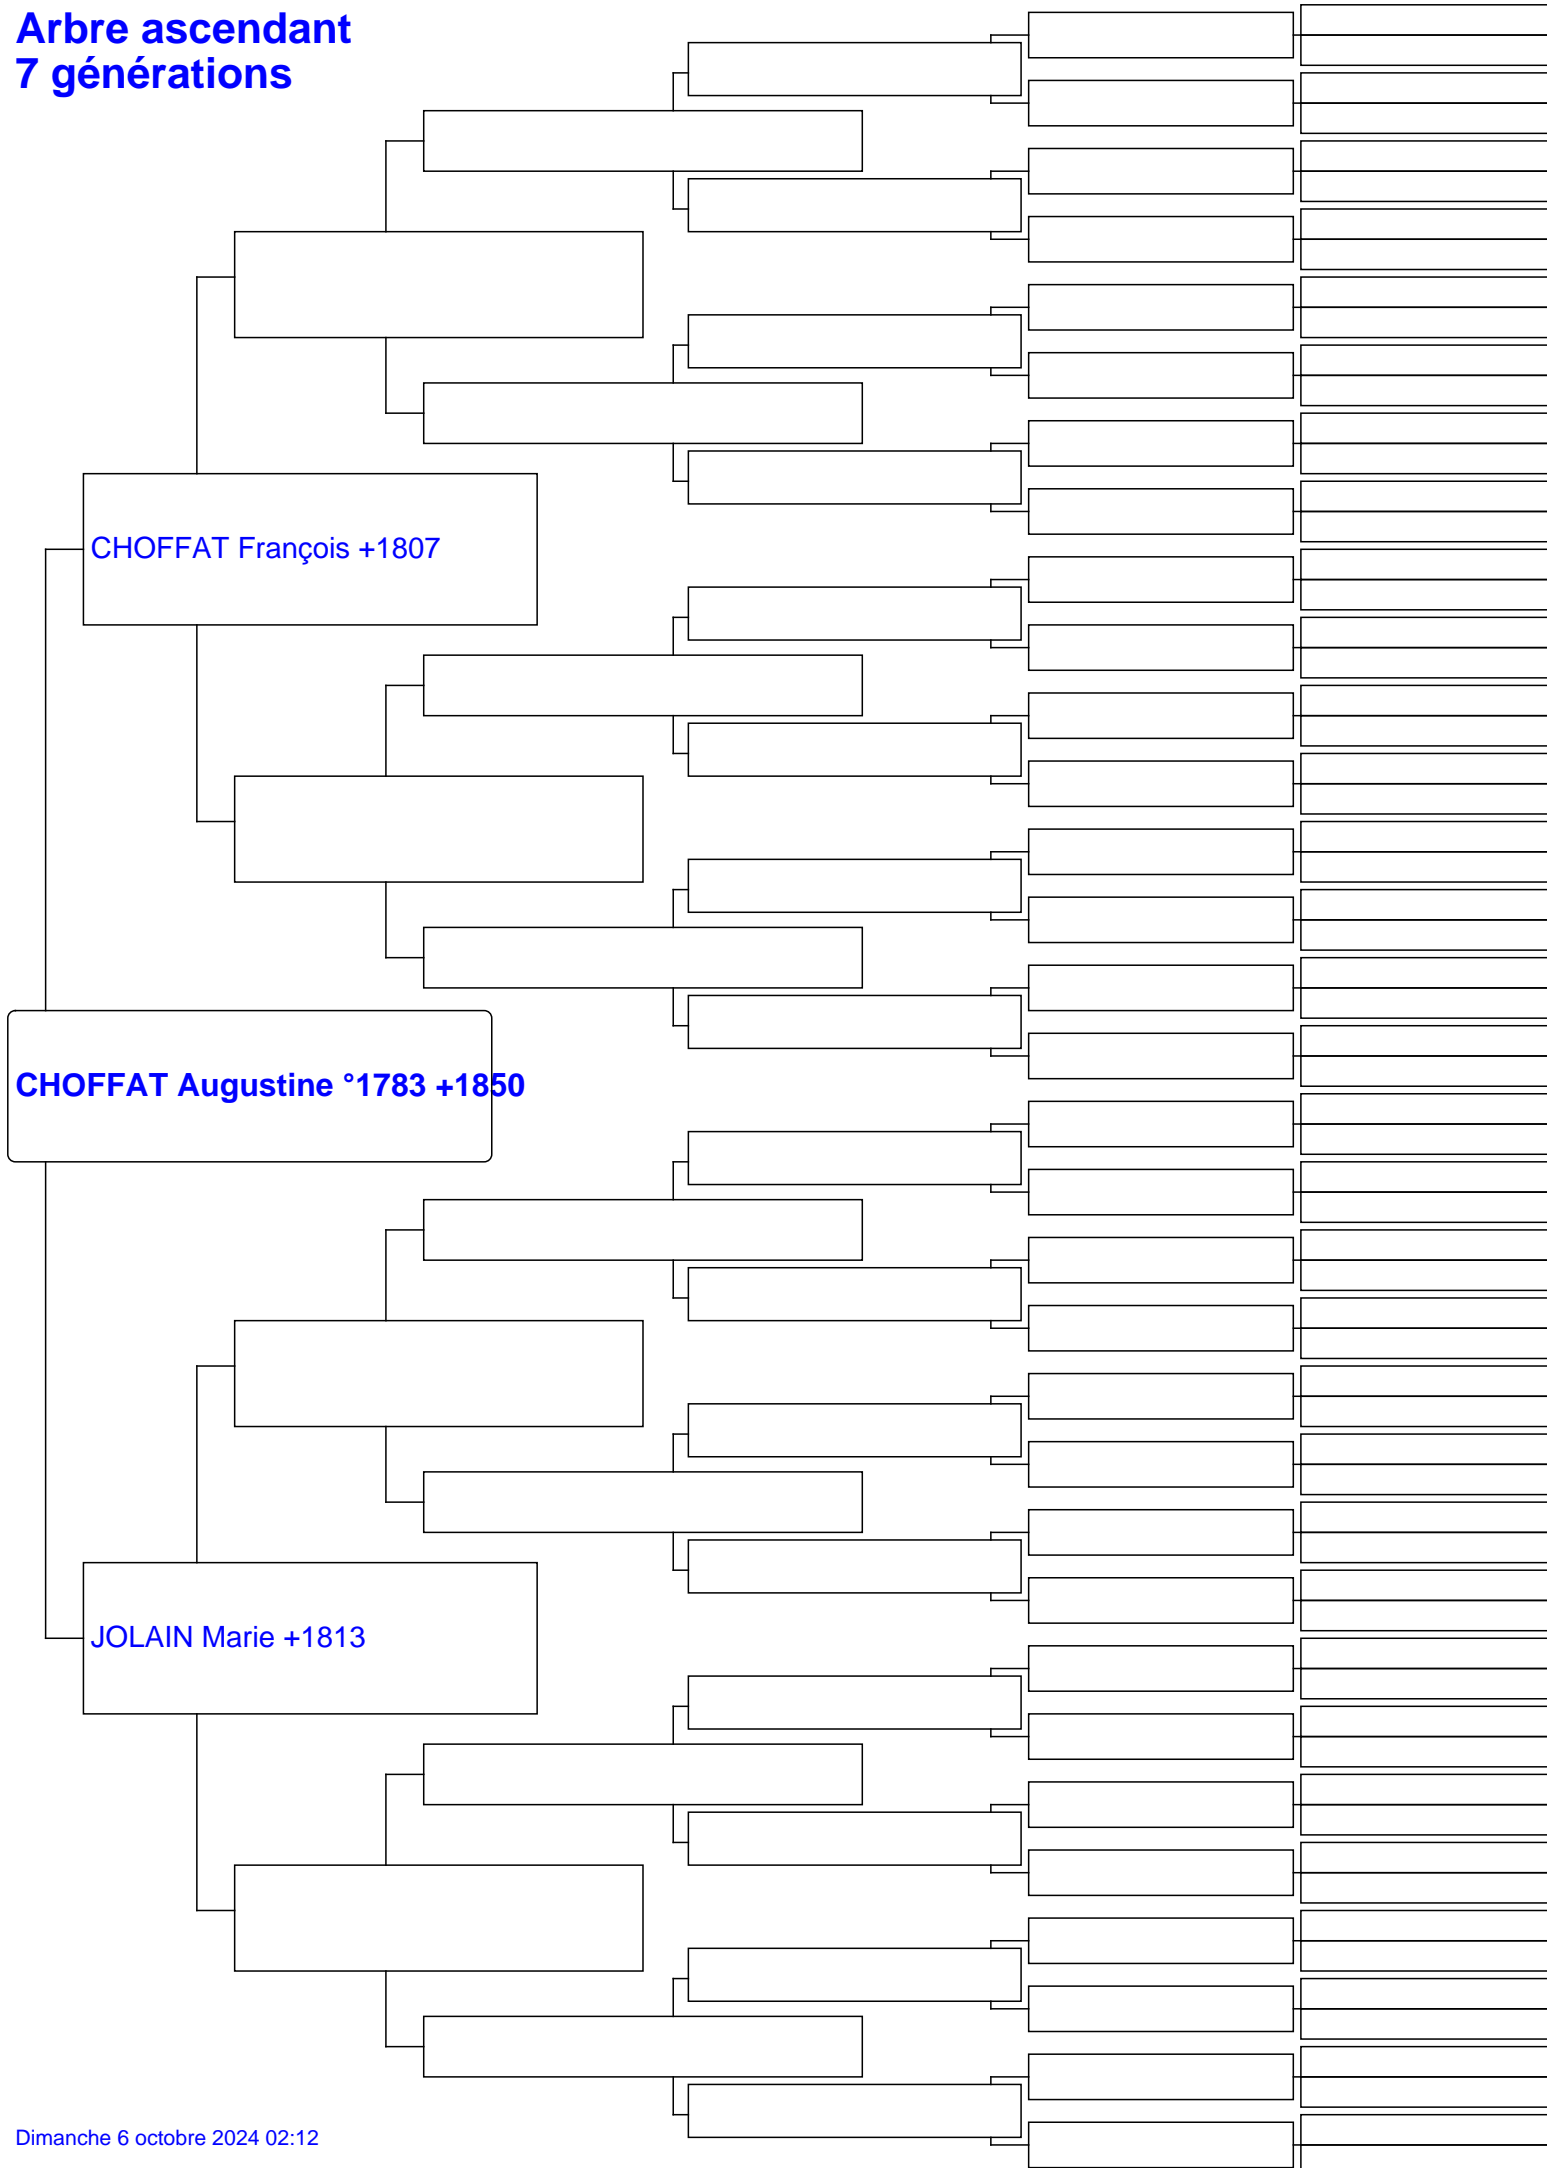 Arbre ascendant
7 générations
CHOFFAT François +1807
CHOFFAT Augustine °1783 +1850
JOLAIN Marie +1813
Dimanche 6 octobre 2024 02:12